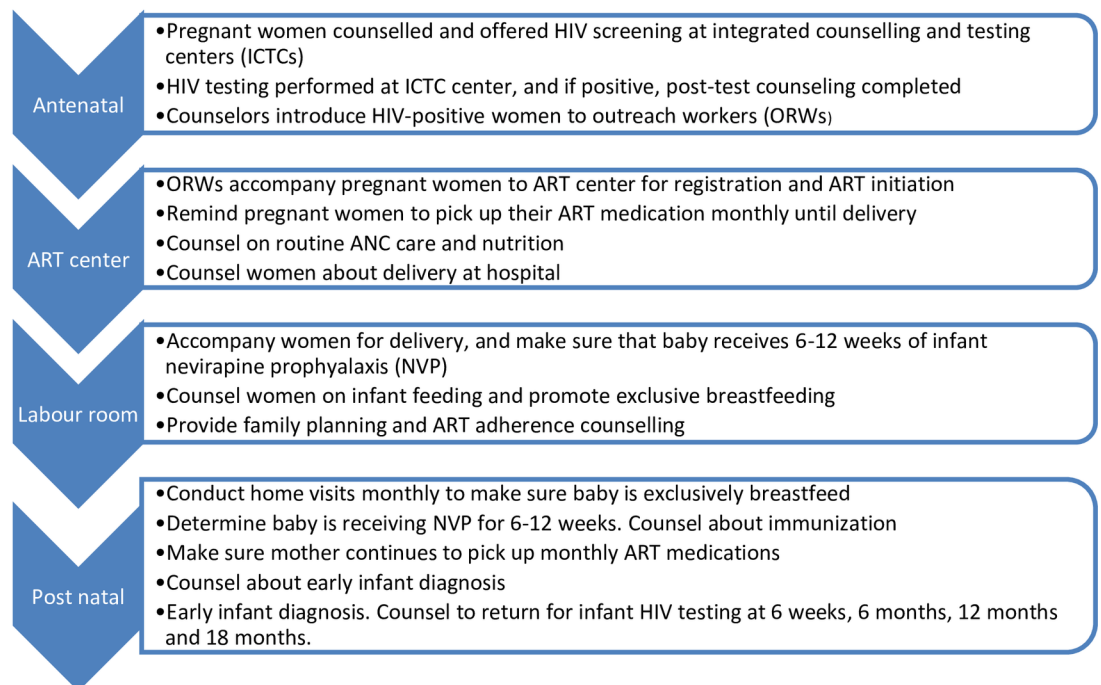 Antenatal
•Pregnant women counselled and offered HIV screening at integrated counselling and testing
centers (ICTCs)
•HIV testing performed at ICTC center, and if positive, post-test counseling completed
•Counselors introduce HIV-positive women to outreach workers (ORWs)
ART center
•ORWs accompany pregnant women to ART center for registration and ART initiation
•Remind pregnant women to pick up their ART medication monthly until delivery
•Counsel on routine ANC care and nutrition
•Counsel women about delivery at hospital
Labour room
•Accompany women for delivery, and make sure that baby receives 6-12 weeks of infant
nevirapine prophyalaxis (NVP)
•Counsel women on infant feeding and promote exclusive breastfeeding
•Provide family planning and ART adherence counselling
Post natal
•Conduct home visits monthly to make sure baby is exclusively breastfeed
•Determine baby is receiving NVP for 6-12 weeks. Counsel about immunization
•Make sure mother continues to pick up monthly ART medications
•Counsel about early infant diagnosis
•Early infant diagnosis. Counsel to return for infant HIV testing at 6 weeks, 6 months, 12 months
and 18 months.